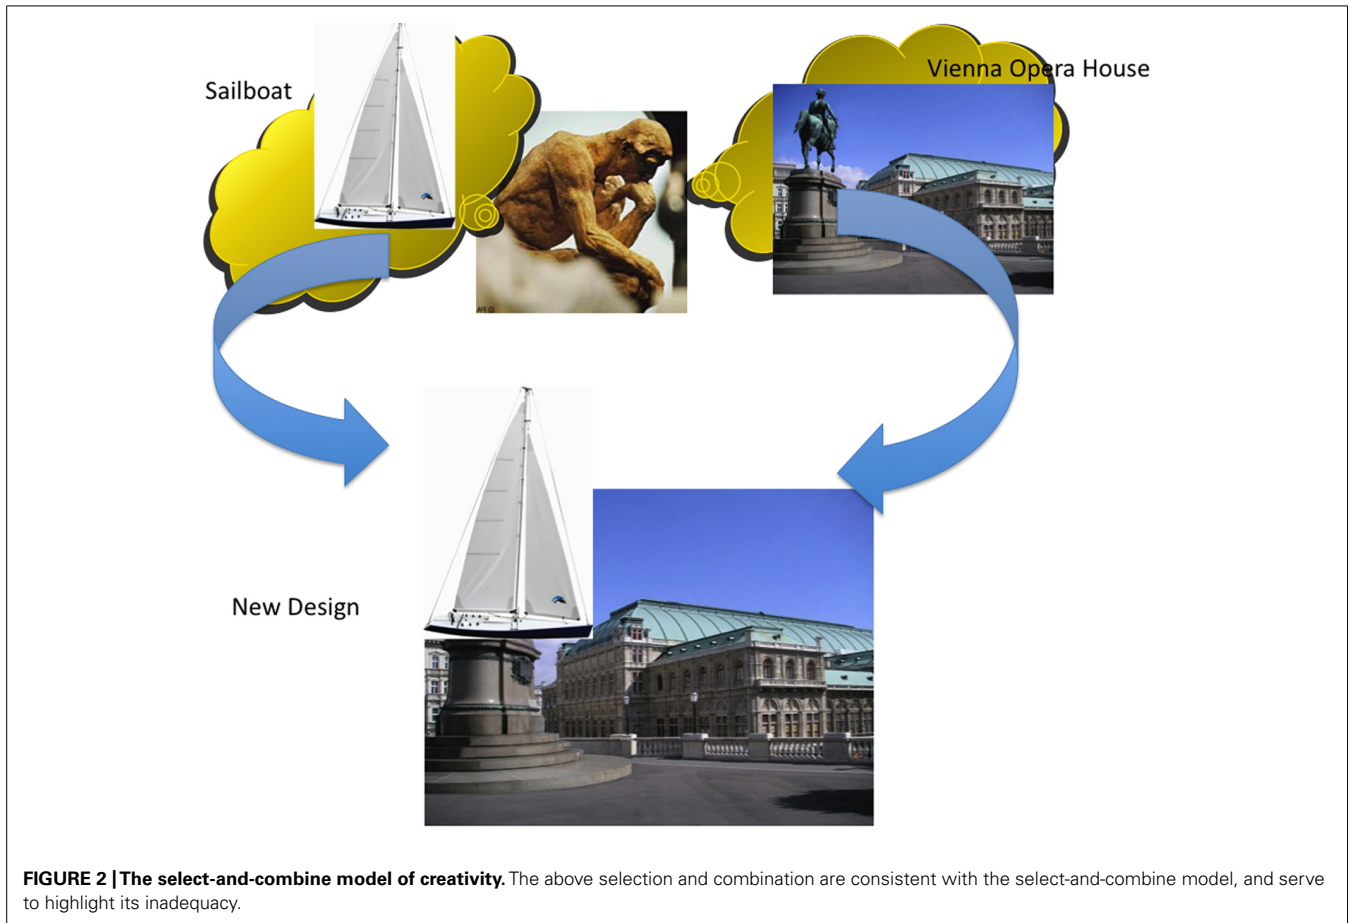 Sailboat
Vienna Opera House
New Design
FIGURE 2 | The select-and-combine model of creativity. The above selection and combination are consistent with the select-and-combine model, and serve
to highlight its inadequacy.